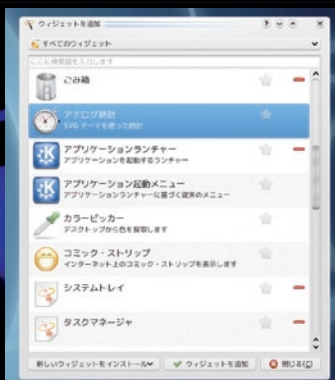 ウィジェットを追加
すべてのウィジェット
ここに検索語を入力します
ごみ箱
アナログ時計
SVG テーマを使った時計
アプリケーションランチャー
アプリケーションを起動するランチャー
アプリケーション起動メニュー
アプリケーションランチャーに基づく従来のメニュー
カラーピッカー
デスクトップから色を採取します
コミック・ストリップ
インターネット上のコミック・ストリップを表示します
システムトレイ
タスクマネージャ
新しいウィジェットをインストール
ウィジェットを追加
閉じる(C)